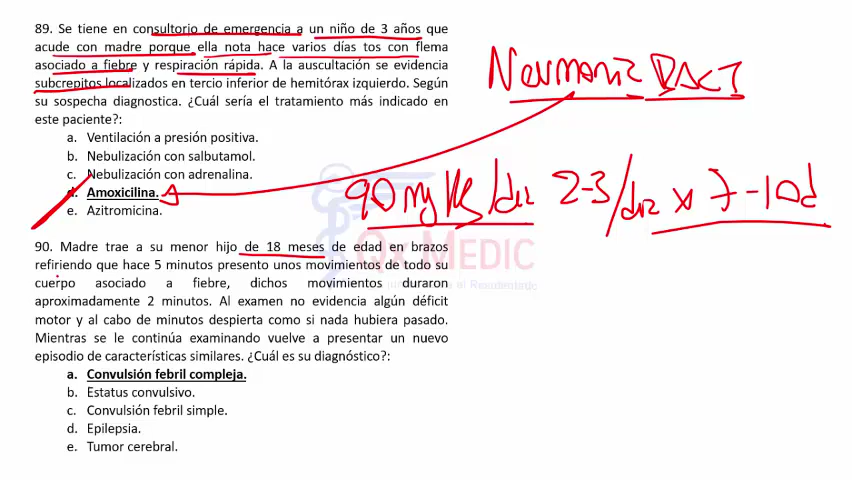 89. Se tiene en consultorio de emergencia a un niño de 3 años que
acude con madre porque ella nota hace varios días tos con flema
asociado a fiebre y respiración rápida. A la auscultación se evidencia
subcrepitos localizados en tercio inferior de hemitórax izquierdo. Según
su sospecha diagnostica. ¿Cuál sería el tratamiento más indicado en
este paciente?:
a. Ventilación a presión positiva.
b. Nebulización con salbutamol.
c. Nebulización con adrenalina.
d. Amoxicilina.
e. Azitromicina.
90 mg/kg/día 2-3/día x 7-10d
90. Madre trae a su menor hijo de 18 meses de edad en brazos
refiriendo que hace 5 minutos presento unos movimientos de todo su
cuerpo asociado a fiebre, dichos movimientos duraron
aproximadamente 2 minutos. Al examen no evidencia algún déficit
motor y al cabo de minutos despierta como si nada hubiera pasado.
Mientras se le continúa examinando vuelve a presentar un nuevo
episodio de características similares. ¿Cuál es su diagnóstico?:
a. Convulsión febril compleja.
b. Estatus convulsivo.
c. Convulsión febril simple.
d. Epilepsia.
e. Tumor cerebral.
QX MEDIC